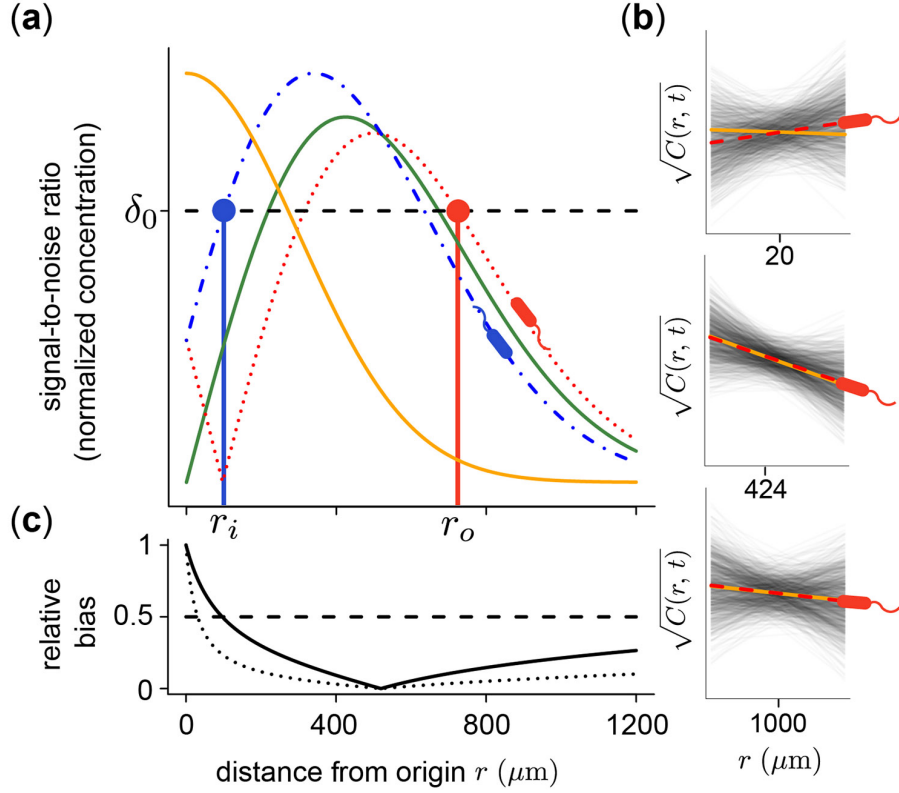 (a)
signal-to-noise ratio
(normalized concentration)
δ₀
r_i
r_o
(b)
√C(r, t)
20
√C(r, t)
424
√C(r, t)
1000
r (μm)
(c)
relative
bias
1
0.5
0
0
400
800
1200
distance from origin r (μm)